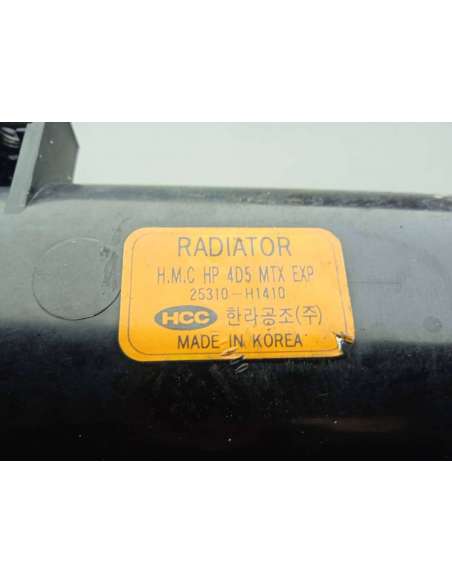 RADIATOR
H.M.C HP 4D5 MTX EXP
25310-H1410
HCC 한라공조(주)
MADE IN KOREA